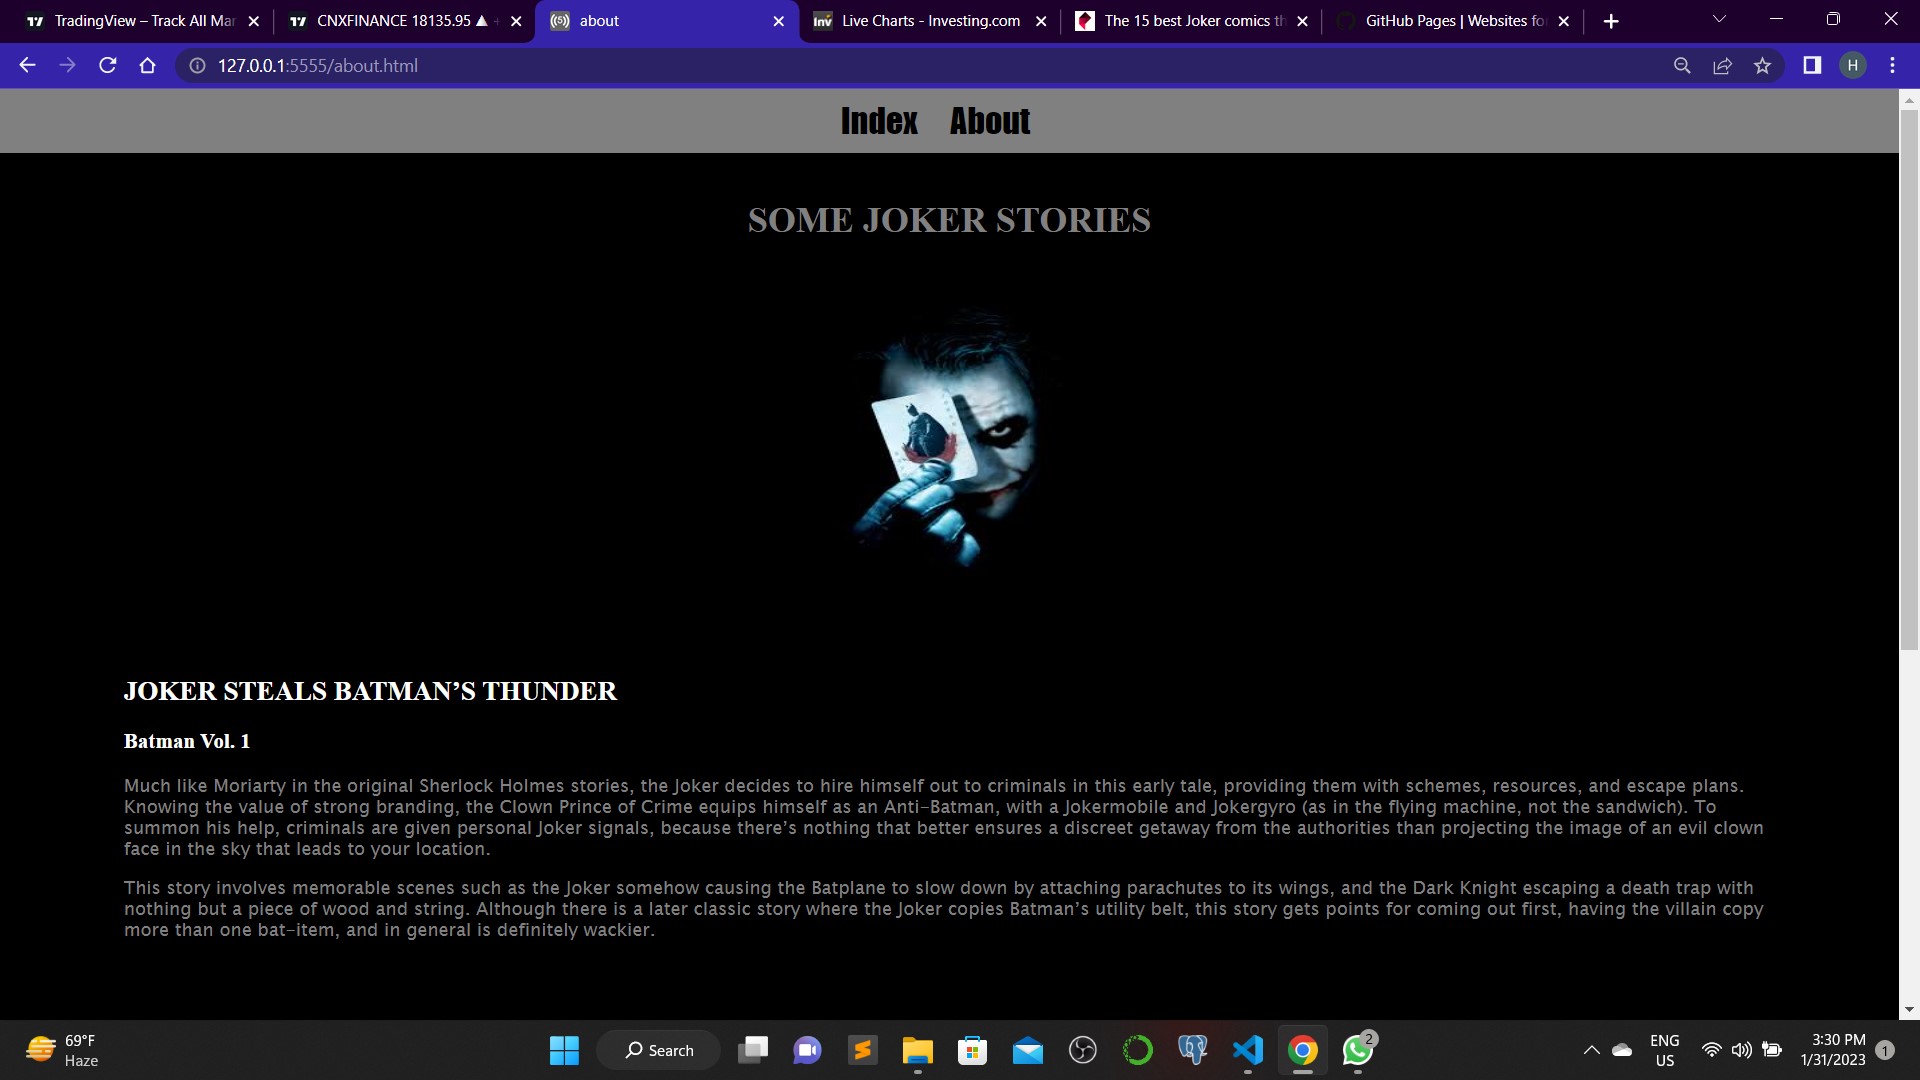 TradingView – Track All Mar
CNXFINANCE 18135.95 ▲
about
Live Charts - Investing.com
The 15 best Joker comics th
GitHub Pages | Websites fo
127.0.0.1:5555/about.html
H
Index About
SOME JOKER STORIES
JOKER STEALS BATMAN’S THUNDER
Batman Vol. 1
Much like Moriarty in the original Sherlock Holmes stories, the Joker decides to hire himself out to criminals in this early tale, providing them with schemes, resources, and escape plans.
Knowing the value of strong branding, the Clown Prince of Crime equips himself as an Anti-Batman, with a Jokermobile and Jokergyro (as in the flying machine, not the sandwich). To
summon his help, criminals are given personal Joker signals, because there’s nothing that better ensures a discreet getaway from the authorities than projecting the image of an evil clown
face in the sky that leads to your location.
This story involves memorable scenes such as the Joker somehow causing the Batplane to slow down by attaching parachutes to its wings, and the Dark Knight escaping a death trap with
nothing but a piece of wood and string. Although there is a later classic story where the Joker copies Batman’s utility belt, this story gets points for coming out first, having the villain copy
more than one bat-item, and in general is definitely wackier.
69°F
Haze
Search
2
ENG
US
3:30 PM
1/31/2023
1